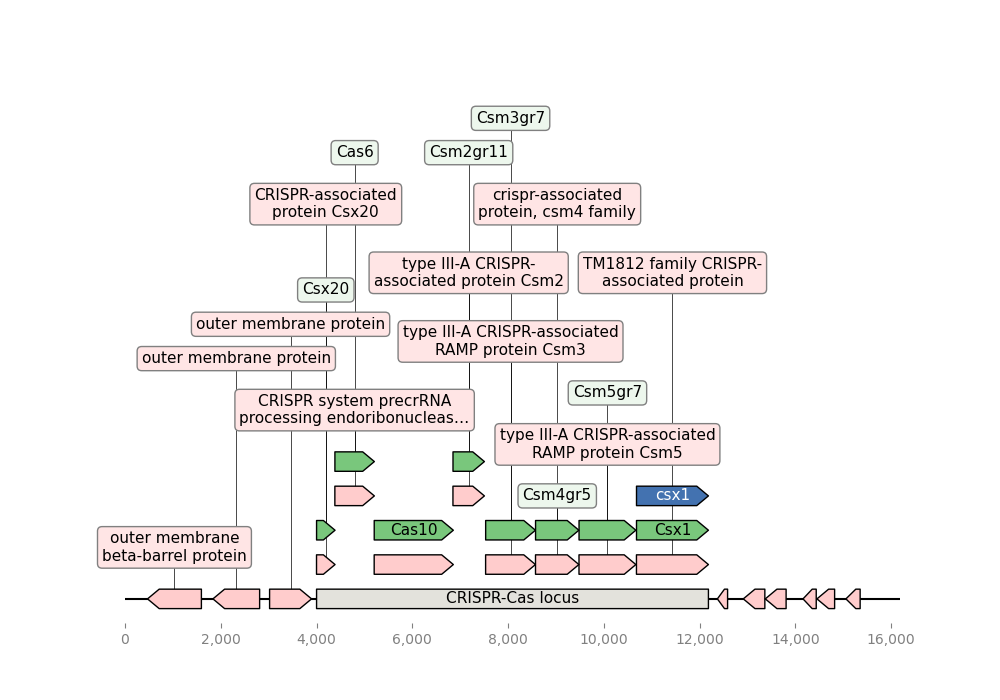 Csm3gr7
Cas6
Csm2gr11
CRISPR-associated
protein Csx20
crispr-associated
protein, csm4 family
type III-A CRISPR-
associated protein Csm2
TM1812 family CRISPR-
associated protein
Csx20
outer membrane protein
type III-A CRISPR-associated
RAMP protein Csm3
outer membrane protein
CRISPR system precrRNA
processing endoribonucleas…
Csm5gr7
type III-A CRISPR-associated
RAMP protein Csm5
Csm4gr5
csx1
Cas10
Csx1
outer membrane
beta-barrel protein
CRISPR-Cas locus
0
2,000
4,000
6,000
8,000
10,000
12,000
14,000
16,000